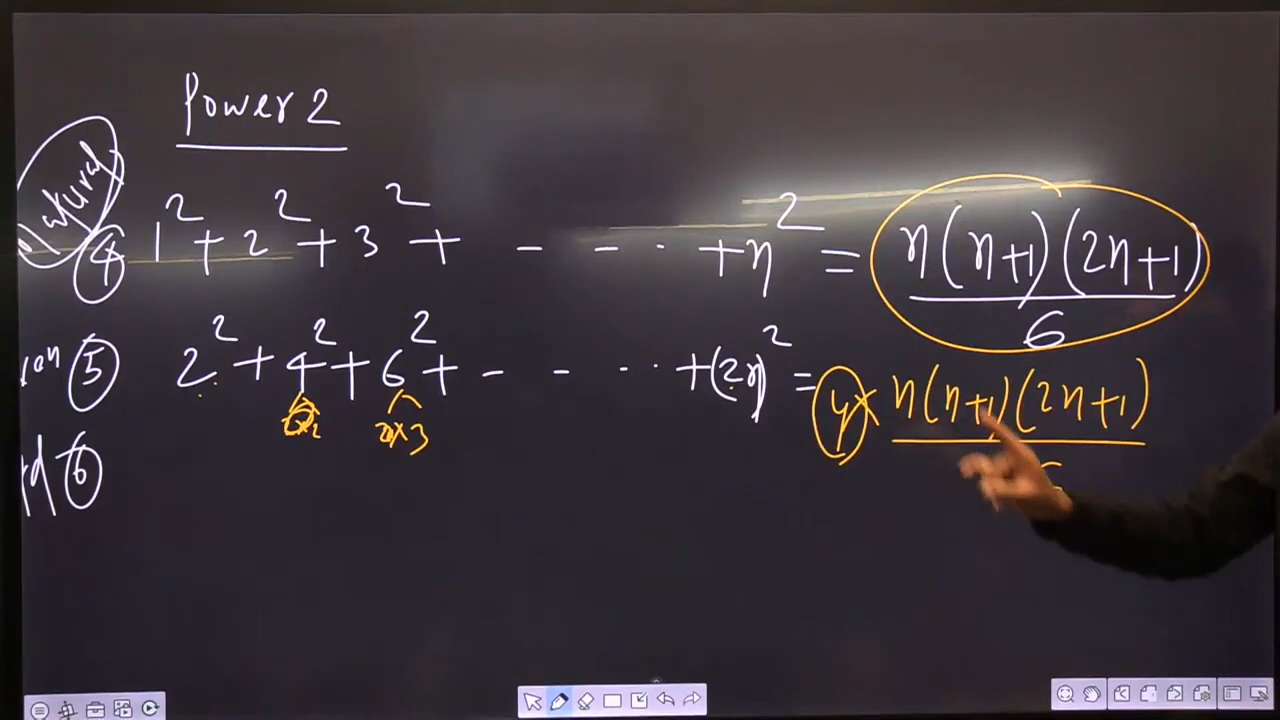 Power 2
Natural
④ 1² + 2² + 3² + - - · · + n² = n(n+1)(2n+1)/6
⑤ 2² + 4² + 6² + - - · · + (2n)² = 4 × n(n+1)(2n+1)/6
2×2 2×3
⑥